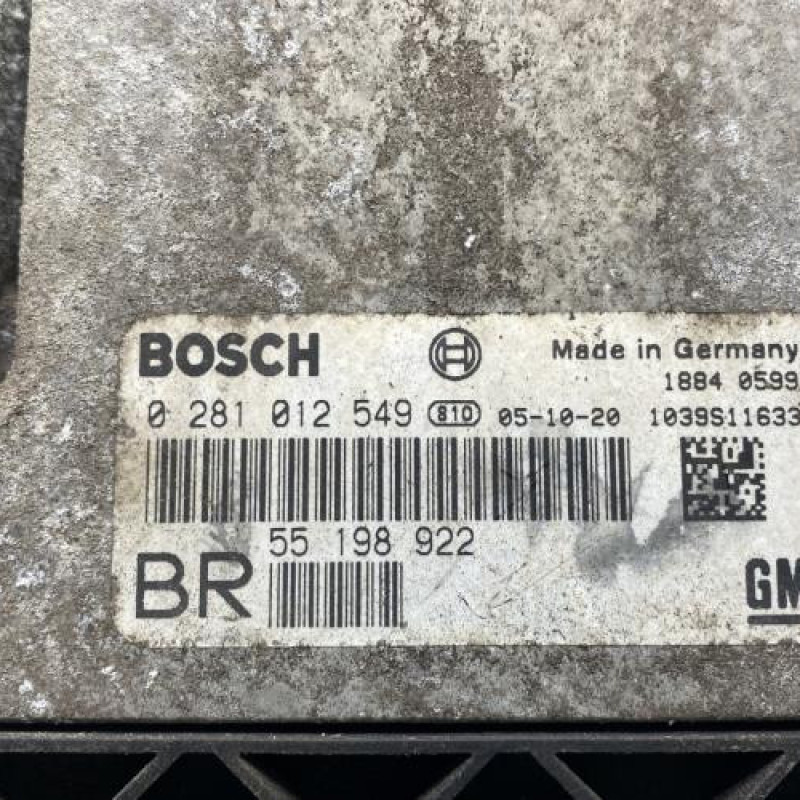 BOSCH Made in Germany
1884 0599
0 281 012 549 810 05-10-20 1039S11633
55 198 922
BR
GM